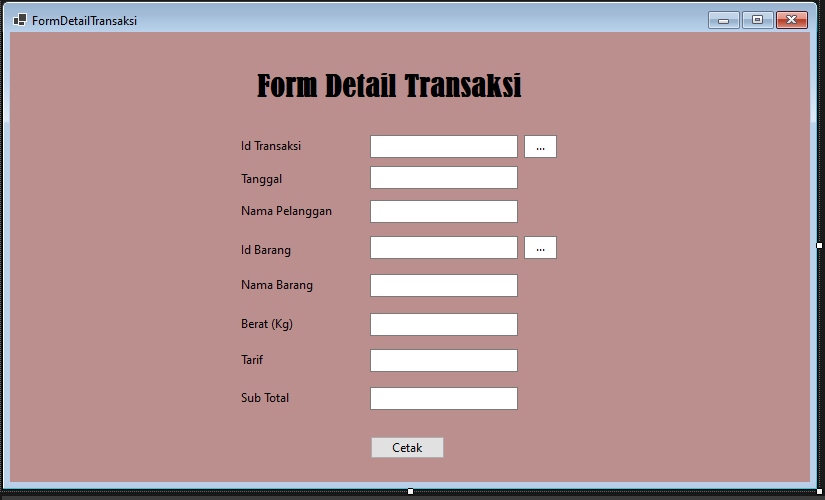 FormDetailTransaksi
Form Detail Transaksi
Id Transaksi ...
Tanggal
Nama Pelanggan
Id Barang ...
Nama Barang
Berat (Kg)
Tarif
Sub Total
Cetak